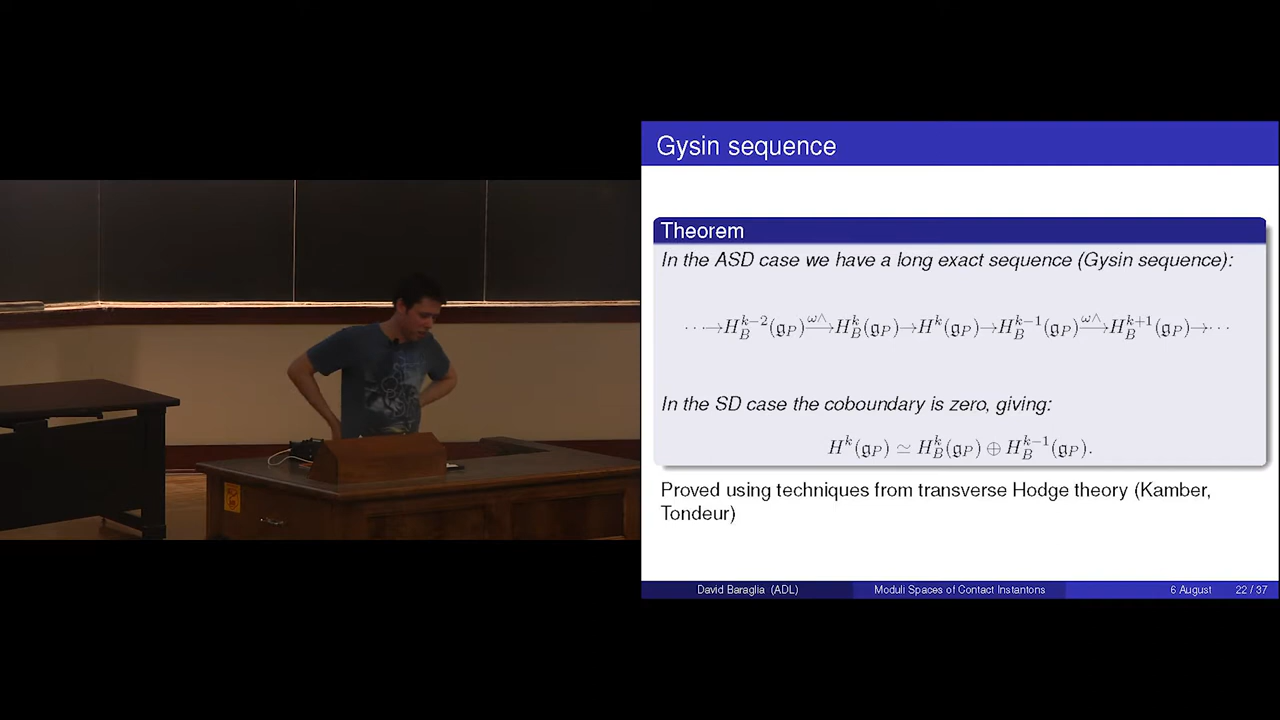 Gysin sequence
Theorem
In the ASD case we have a long exact sequence (Gysin sequence):
· · · → H_B^{k−2}(𝔤_P) —ω∧→ H_B^k(𝔤_P) → H^k(𝔤_P) → H_B^{k−1}(𝔤_P) —ω∧→ H_B^{k+1}(𝔤_P) → · · ·
In the SD case the coboundary is zero, giving:
H^k(𝔤_P) ≃ H_B^k(𝔤_P) ⊕ H_B^{k−1}(𝔤_P).
Proved using techniques from transverse Hodge theory (Kamber,
Tondeur)
David Baraglia (ADL) Moduli Spaces of Contact Instantons 6 August 22 / 37